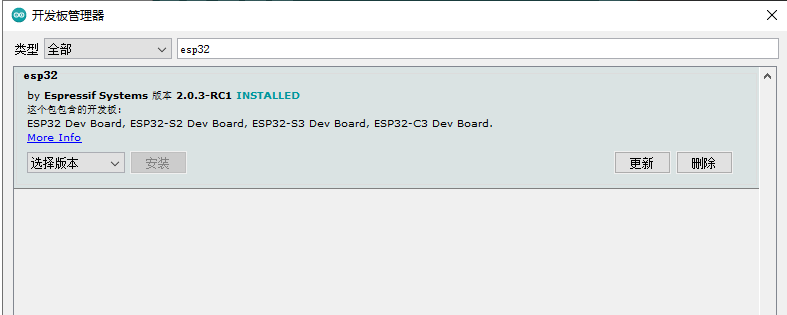 开发板管理器
类型 全部 esp32
esp32
by Espressif Systems 版本 2.0.3-RC1 INSTALLED
这个包包含的开发板:
ESP32 Dev Board, ESP32-S2 Dev Board, ESP32-S3 Dev Board, ESP32-C3 Dev Board.
More Info
选择版本 安装 更新 删除